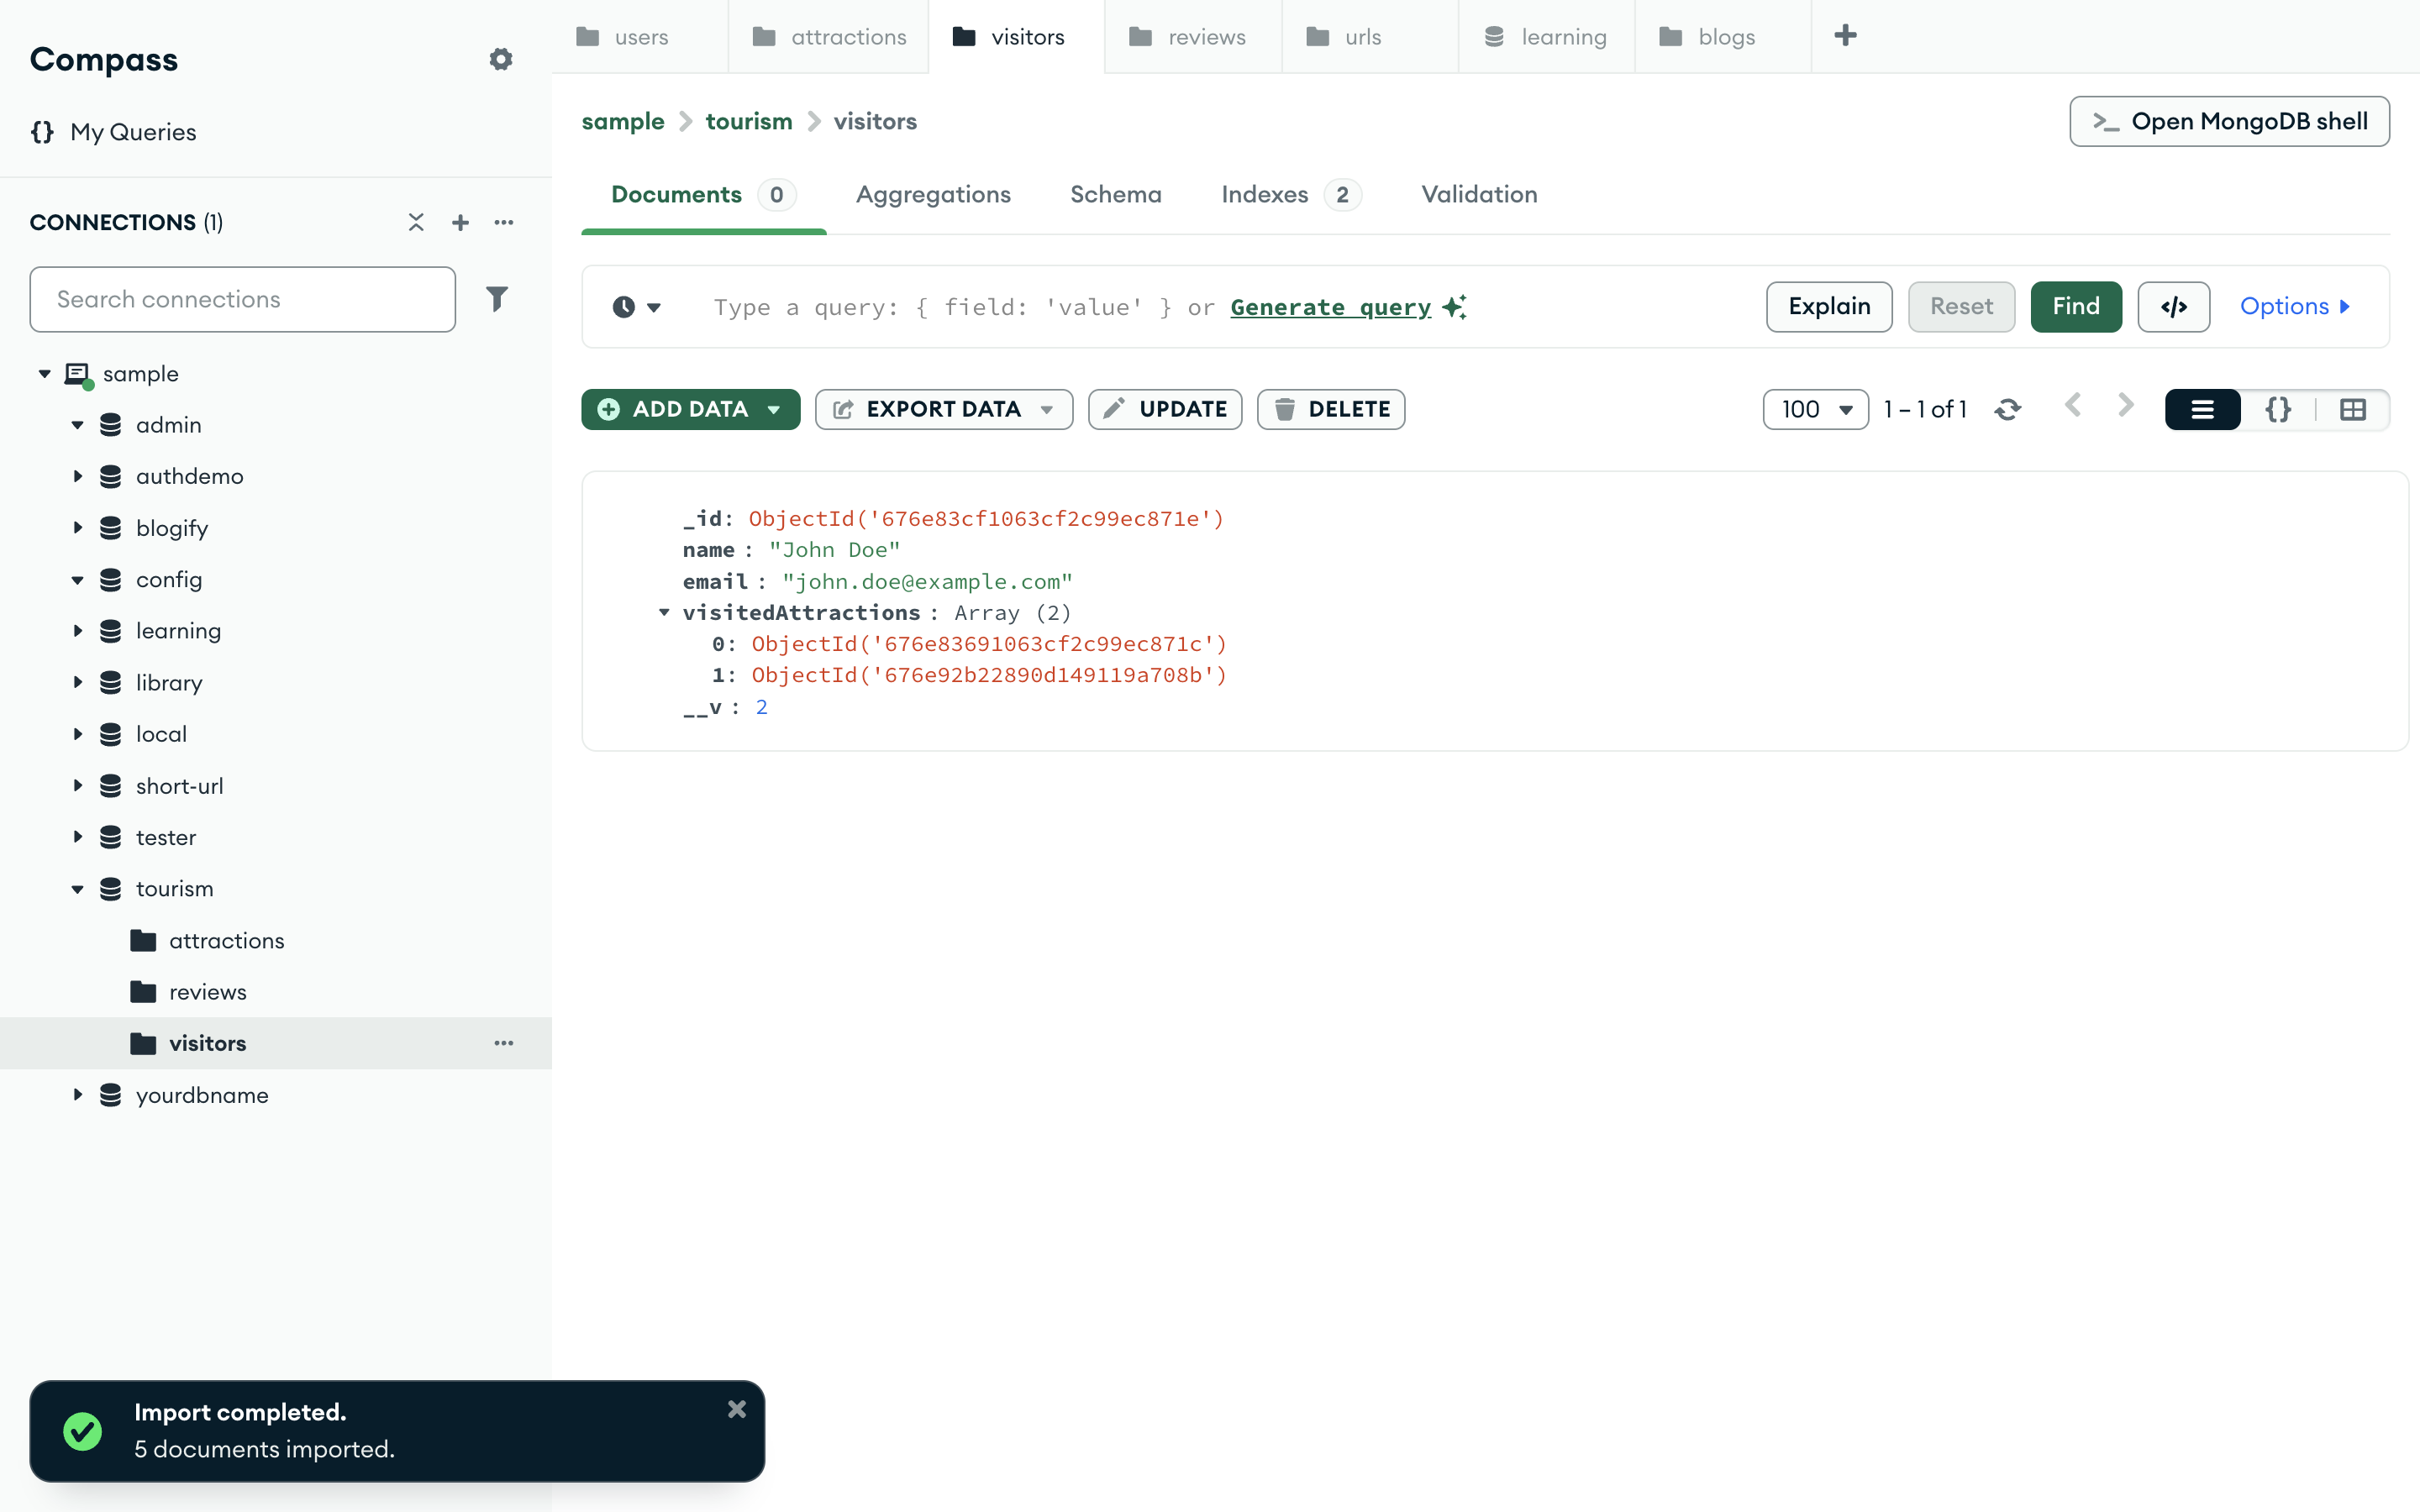 Compass
My Queries
CONNECTIONS (1)
Search connections
sample
admin
authdemo
blogify
config
learning
library
local
short-url
tester
tourism
attractions
reviews
visitors
yourdbname
users
attractions
visitors
reviews
urls
learning
blogs
sample > tourism > visitors
>_ Open MongoDB shell
Documents 0
Aggregations
Schema
Indexes 2
Validation
Type a query: { field: 'value' } or Generate query
Explain
Reset
Find
</>
Options
ADD DATA
EXPORT DATA
UPDATE
DELETE
100
1 – 1 of 1
{}
_id: ObjectId('676e83cf1063cf2c99ec871e')
name : "John Doe"
email : "john.doe@example.com"
visitedAttractions : Array (2)
0: ObjectId('676e83691063cf2c99ec871c')
1: ObjectId('676e92b22890d149119a708b')
__v : 2
Import completed.
5 documents imported.